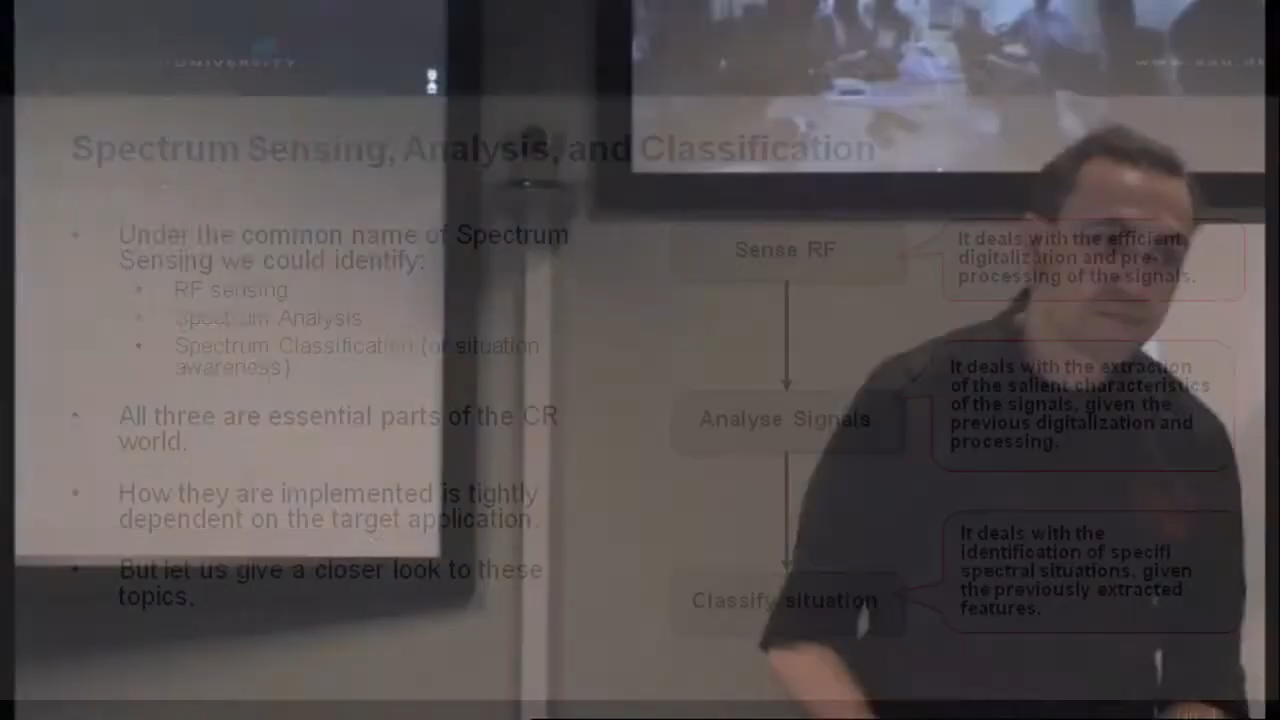 UNIVERSITY
www.aau.dk
Spectrum Sensing, Analysis, and Classification
• Under the common name of Spectrum
Sensing we could identify:
• RF sensing
• Spectrum Analysis
• Spectrum Classification (or situation
awareness)
• All three are essential parts of the CR
world.
• How they are implemented is tightly
dependent on the target application.
• But let us give a closer look to these
topics.
Sense RF
It deals with the efficient
digitalization and pre-
processing of the signals.
Analyse Signals
It deals with the extraction
of the salient characteristics
of the signals, given the
previous digitalization and
processing.
Classify situation
It deals with the
identification of specifi
spectral situations, given
the previously extracted
features.